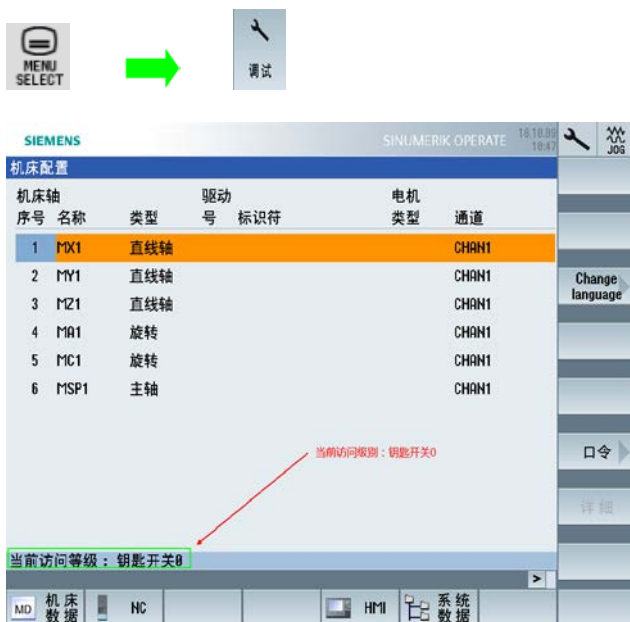 MENU
SELECT
调试
SIEMENS
SINUMERIK OPERATE
10:47
JOG
机床配置
机床轴 驱动 电机
序号 名称 类型 号 标识符 类型 通道
1 MX1 直线轴 CHAN1
2 MY1 直线轴 CHAN1
3 MZ1 直线轴 CHAN1
4 MA1 旋转 CHAN1
5 MC1 旋转 CHAN1
6 MSP1 主轴 CHAN1
Change
language
当前访问级别：钥匙开关0
口令
详细
当前访问等级：钥匙开关0
>
MD 机床
数据
NC
HMI
系统
数据